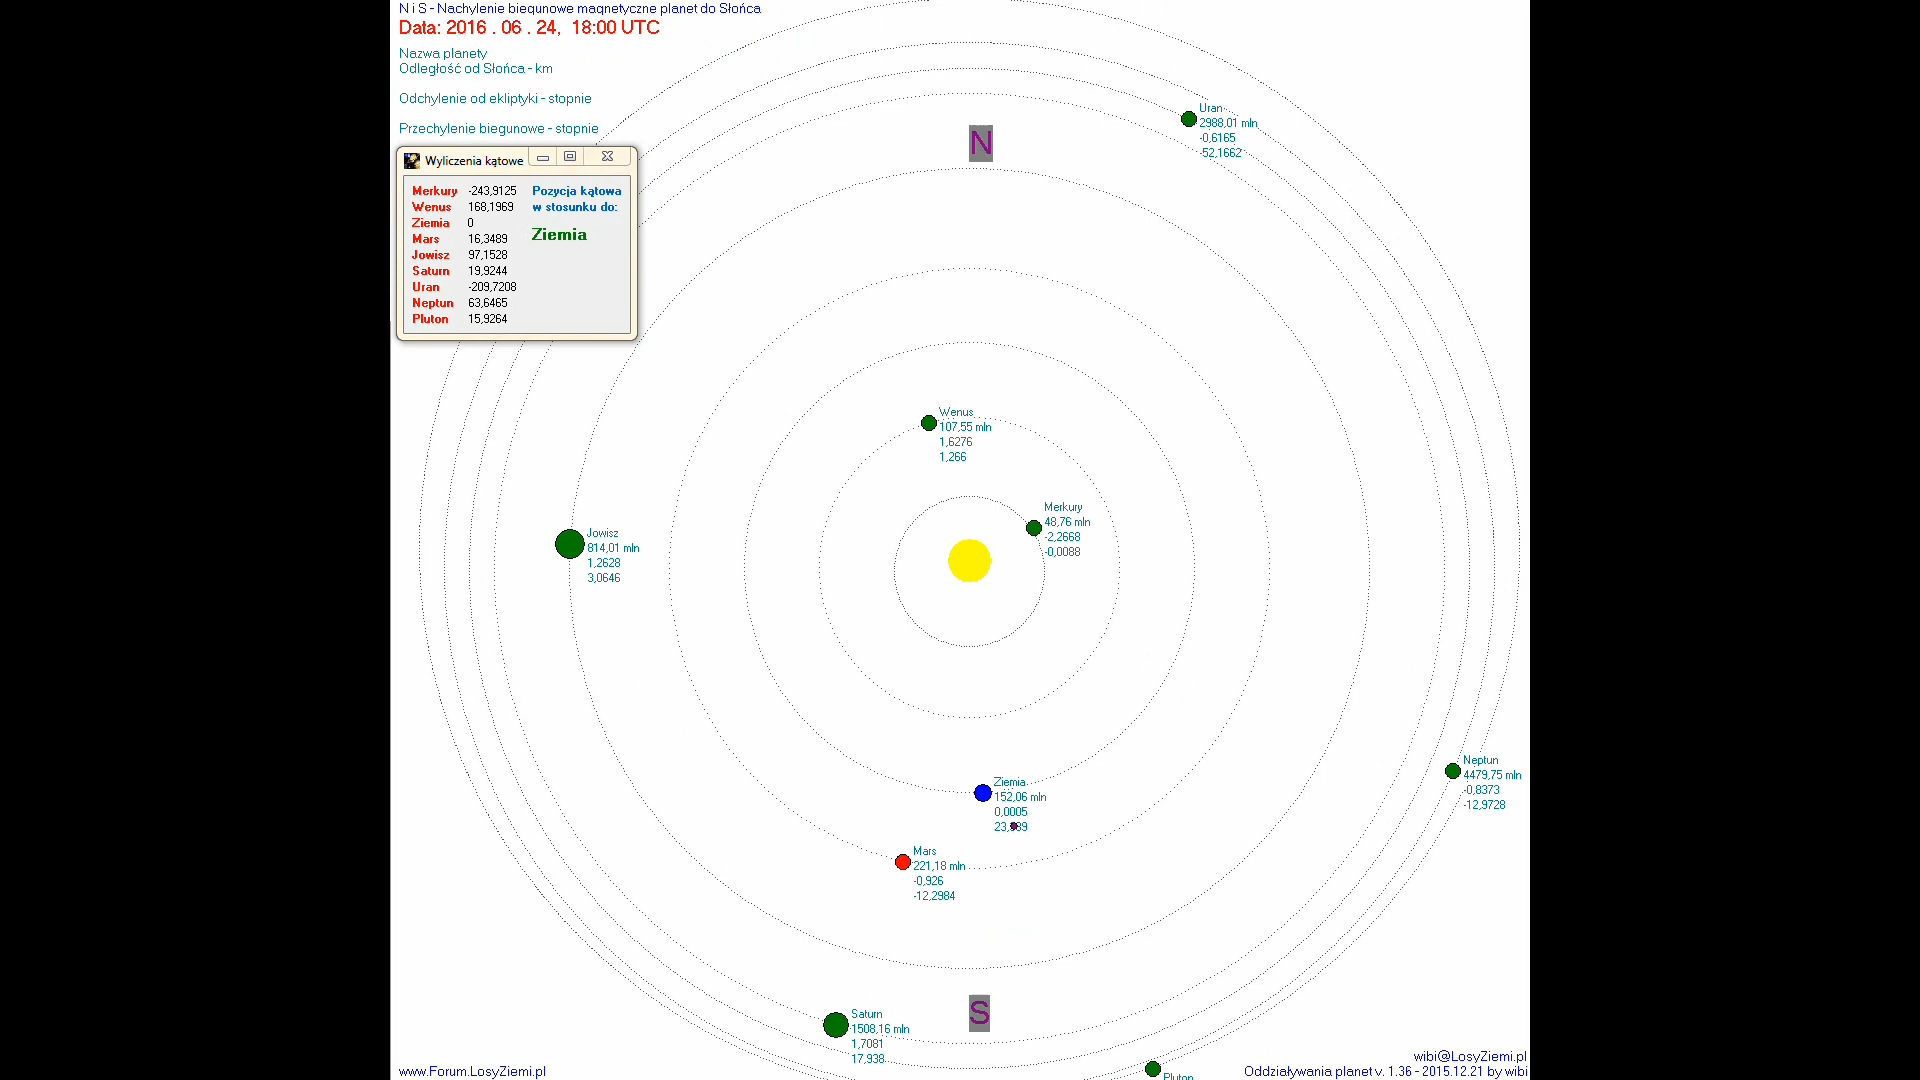 N i S - Nachylenie biegunowe magnetyczne planet do Słońca
Data: 2016 . 06 . 24,  18:00 UTC
Nazwa planety
Odległość od Słońca - km
Odchylenie od ekliptyki - stopnie
Przechylenie biegunowe - stopnie
Wyliczenia kątowe
Merkury -243,9125
Wenus 168,1969
Ziemia 0
Mars 16,3489
Jowisz 97,1528
Saturn 19,9244
Uran -209,7208
Neptun 63,6465
Pluton 15,9264
Pozycja kątowa
w stosunku do:
Ziemia
N
Uran
2988,01 mln
-0,6165
-52,1662
Wenus
107,55 mln
1,6276
1,266
Merkury
48,76 mln
-2,2668
-0,0088
Jowisz
814,01 mln
1,2628
3,0646
Ziemia
152,06 mln
0,0005
Mars
221,18 mln
-0,926
-12,2984
Neptun
4479,75 mln
-0,8373
-12,9728
S
Saturn
1508,16 mln
1,7081
17,938
Pluton
www.Forum.LosyZiemi.pl
wibi@LosyZiemi.pl
Oddziaływania planet v. 1.36 - 2015.12.21 by wibi